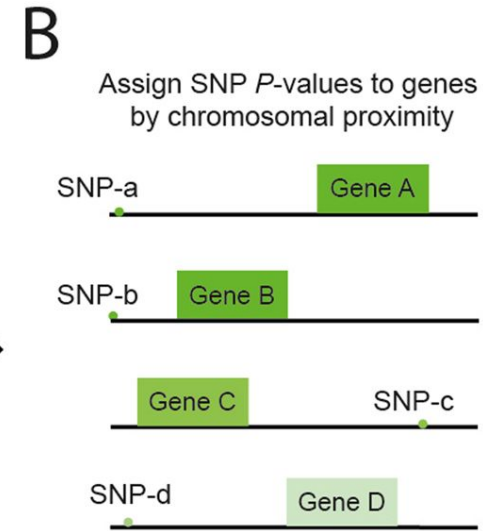 B
Assign SNP P-values to genes
by chromosomal proximity
SNP-a
Gene A
SNP-b
Gene B
Gene C
SNP-c
SNP-d
Gene D